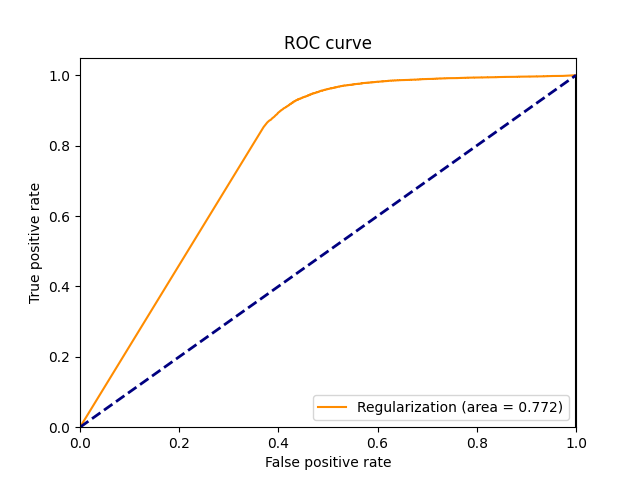 ROC curve
True positive rate
1.0
0.8
0.6
0.4
0.2
0.0
Regularization (area = 0.772)
0.0 0.2 0.4 0.6 0.8 1.0
False positive rate